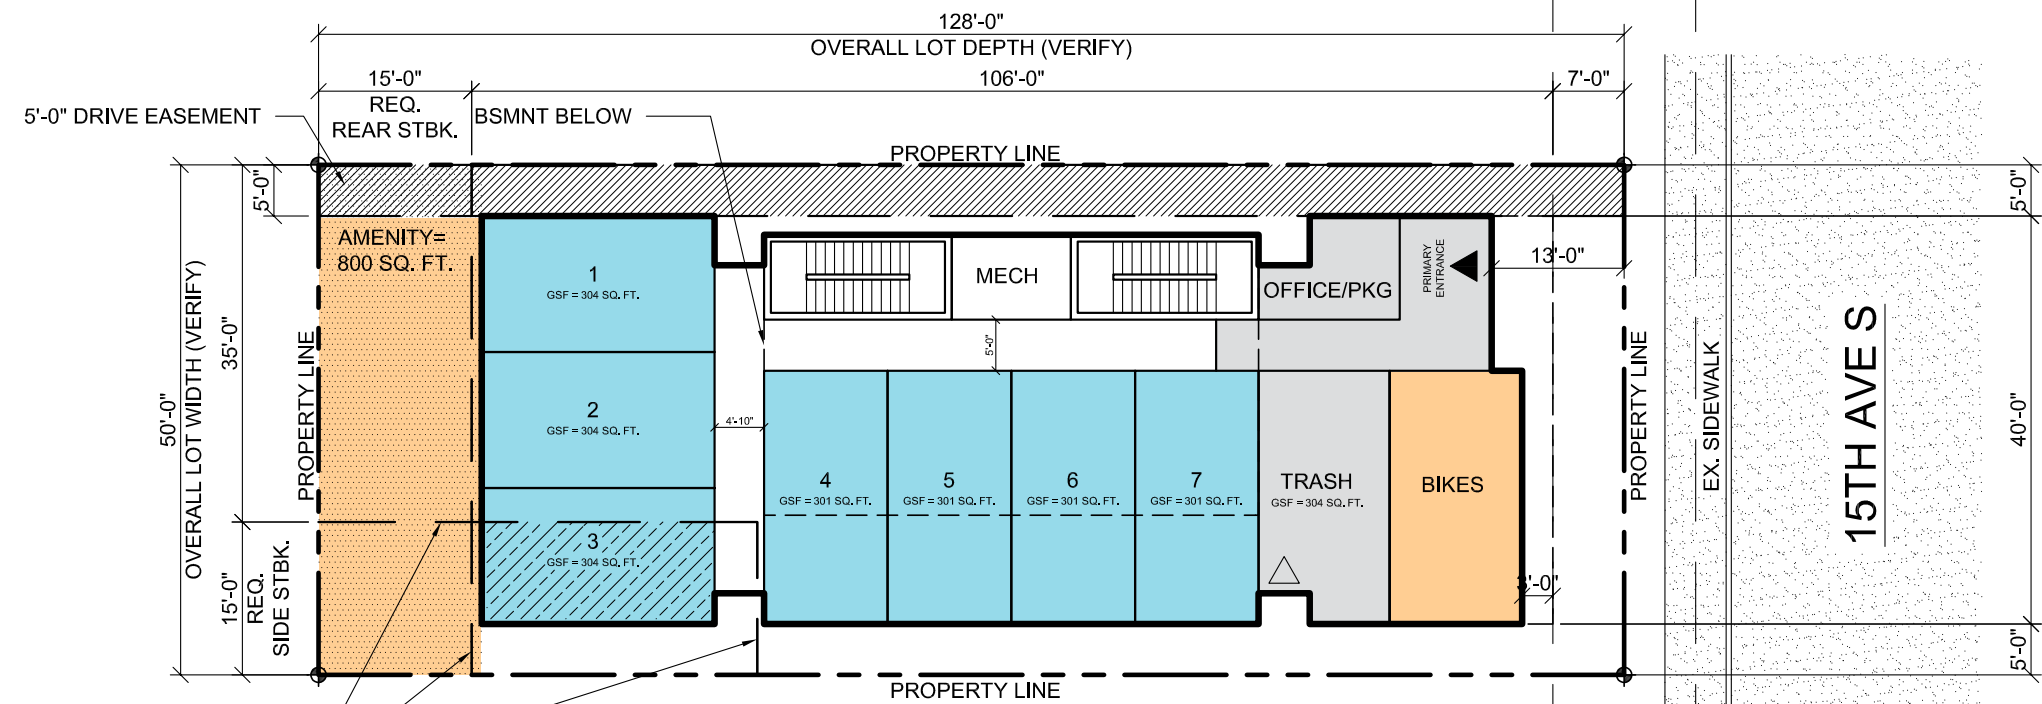 128'-0"
OVERALL LOT DEPTH (VERIFY)
15'-0"
106'-0"
7'-0"
REQ.
REAR STBK.
5'-0" DRIVE EASEMENT
BSMNT BELOW
PROPERTY LINE
5'-0"
5'-0"
AMENITY=
800 SQ. FT.
1
GSF = 304 SQ. FT.
MECH
OFFICE/PKG
PRIMARY
ENTRANCE
13'-0"
50'-0"
OVERALL LOT WIDTH (VERIFY)
35'-0"
PROPERTY LINE
5'-0"
2
GSF = 304 SQ. FT.
4'-10"
4
GSF = 301 SQ. FT.
5
GSF = 301 SQ. FT.
6
GSF = 301 SQ. FT.
7
GSF = 301 SQ. FT.
TRASH
GSF = 304 SQ. FT.
BIKES
PROPERTY LINE
EX. SIDEWALK
15TH AVE S
40'-0"
3
GSF = 304 SQ. FT.
15'-0"
REQ.
SIDE STBK.
3'-0"
5'-0"
PROPERTY LINE